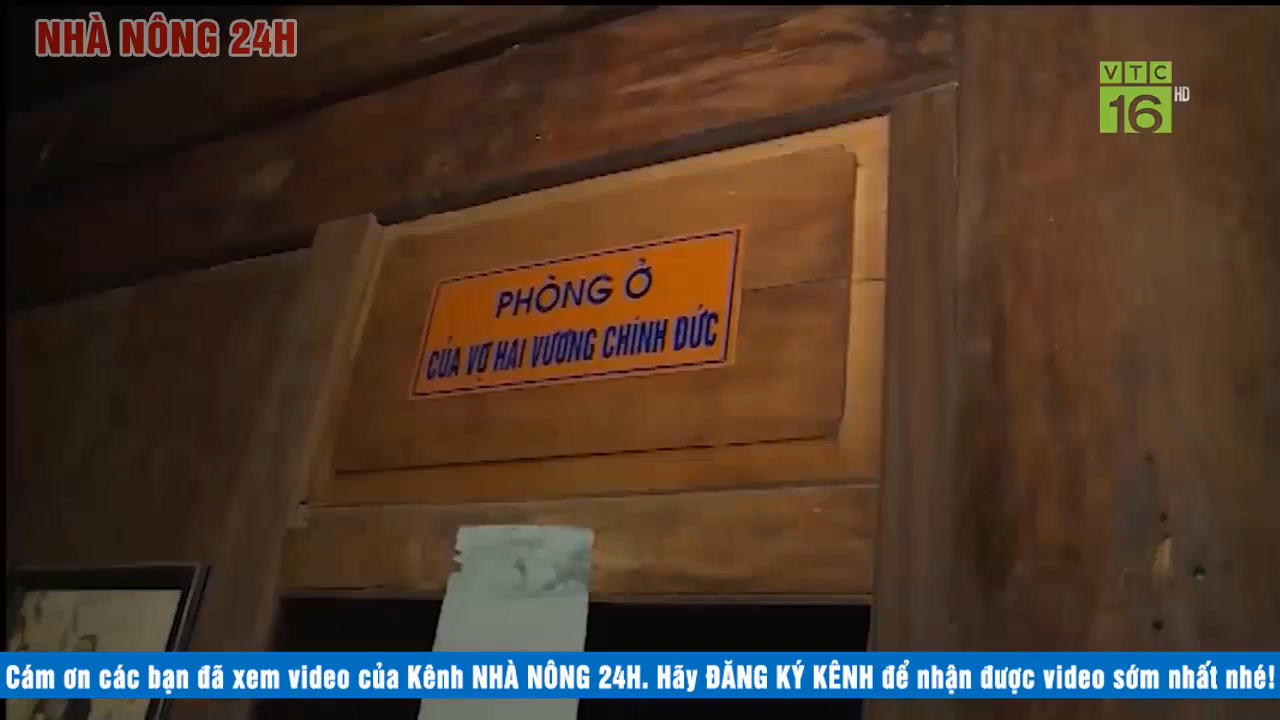 NHÀ NÔNG 24H
VTC
16 HD
PHÒNG Ở
CỦA VỢ HAI VƯƠNG CHÍNH ĐỨC
Cám ơn các bạn đã xem video của Kênh NHÀ NÔNG 24H. Hãy ĐĂNG KÝ KÊNH để nhận được video sớm nhất nhé!